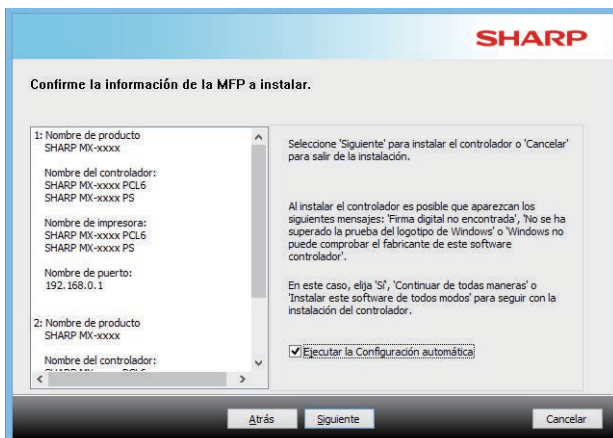 SHARP
Confirme la información de la MFP a instalar.
1: Nombre de producto
SHARP MX-xxxx
Nombre del controlador:
SHARP MX-xxxx PCL6
SHARP MX-xxxx PS
Nombre de impresora:
SHARP MX-xxxx PCL6
SHARP MX-xxxx PS
Nombre de puerto:
192.168.0.1
2: Nombre de producto
SHARP MX-xxxx
Nombre del controlador:
Seleccione 'Siguiente' para instalar el controlador o 'Cancelar'
para salir de la instalación.
Al instalar el controlador es posible que aparezcan los
siguientes mensajes: 'Firma digital no encontrada', 'No se ha
superado la prueba del logotipo de Windows' o 'Windows no
puede comprobar el fabricante de este software
controlador'.
En este caso, elija 'Sí', 'Continuar de todas maneras' o
'Instalar este software de todos modos' para seguir con la
instalación del controlador.
Ejecutar la Configuración automática
Atrás
Siguiente
Cancelar